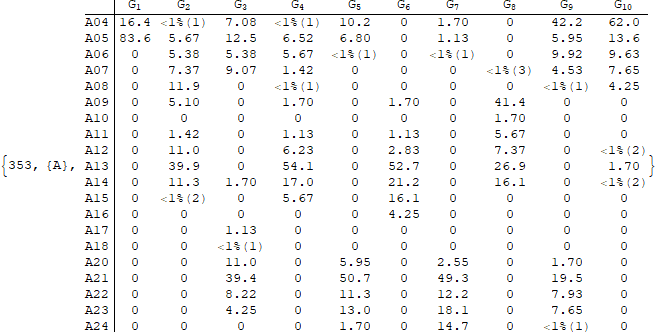 G1 G2 G3 G4 G5 G6 G7 G8 G9 G10
A04 16.4 <1%(1) 7.08 <1%(1) 10.2 0 1.70 0 42.2 62.0
A05 83.6 5.67 12.5 6.52 6.80 0 1.13 0 5.95 13.6
A06 0 5.38 5.38 5.67 <1%(1) 0 <1%(1) 0 9.92 9.63
A07 0 7.37 9.07 1.42 0 0 0 <1%(3) 4.53 7.65
A08 0 11.9 0 <1%(1) 0 0 0 0 <1%(1) 4.25
A09 0 5.10 0 1.70 0 1.70 0 41.4 0 0
A10 0 0 0 0 0 0 0 1.70 0 0
A11 0 1.42 0 1.13 0 1.13 0 5.67 0 0
A12 0 11.0 0 6.23 0 2.83 0 7.37 0 <1%(2)
{353, {A}, A13 0 39.9 0 54.1 0 52.7 0 26.9 0 1.70 }
A14 0 11.3 1.70 17.0 0 21.2 0 16.1 0 <1%(2)
A15 0 <1%(2) 0 5.67 0 16.1 0 0 0 0
A16 0 0 0 0 0 4.25 0 0 0 0
A17 0 0 1.13 0 0 0 0 0 0 0
A18 0 0 <1%(1) 0 0 0 0 0 0 0
A20 0 0 11.0 0 5.95 0 2.55 0 1.70 0
A21 0 0 39.4 0 50.7 0 49.3 0 19.5 0
A22 0 0 8.22 0 11.3 0 12.2 0 7.93 0
A23 0 0 4.25 0 13.0 0 18.1 0 7.65 0
A24 0 0 0 0 1.70 0 14.7 0 <1%(1) 0